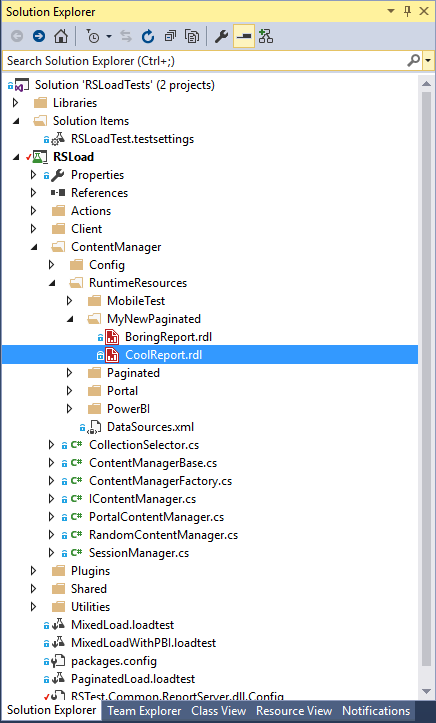 Solution Explorer
Search Solution Explorer (Ctrl+;)
Solution 'RSLoadTests' (2 projects)
Libraries
Solution Items
RSLoadTest.testsettings
RSLoad
Properties
References
Actions
Client
ContentManager
Config
RuntimeResources
MobileTest
MyNewPaginated
BoringReport.rdl
CoolReport.rdl
Paginated
Portal
PowerBI
DataSources.xml
C# CollectionSelector.cs
C# ContentManagerBase.cs
C# ContentManagerFactory.cs
C# IContentManager.cs
C# PortalContentManager.cs
C# RandomContentManager.cs
C# SessionManager.cs
Plugins
Shared
Utilities
MixedLoad.loadtest
MixedLoadWithPBI.loadtest
packages.config
PaginatedLoad.loadtest
RSTest.Common.ReportServer.dll.Config
Solution Explorer Team Explorer Class View Resource View Notifications